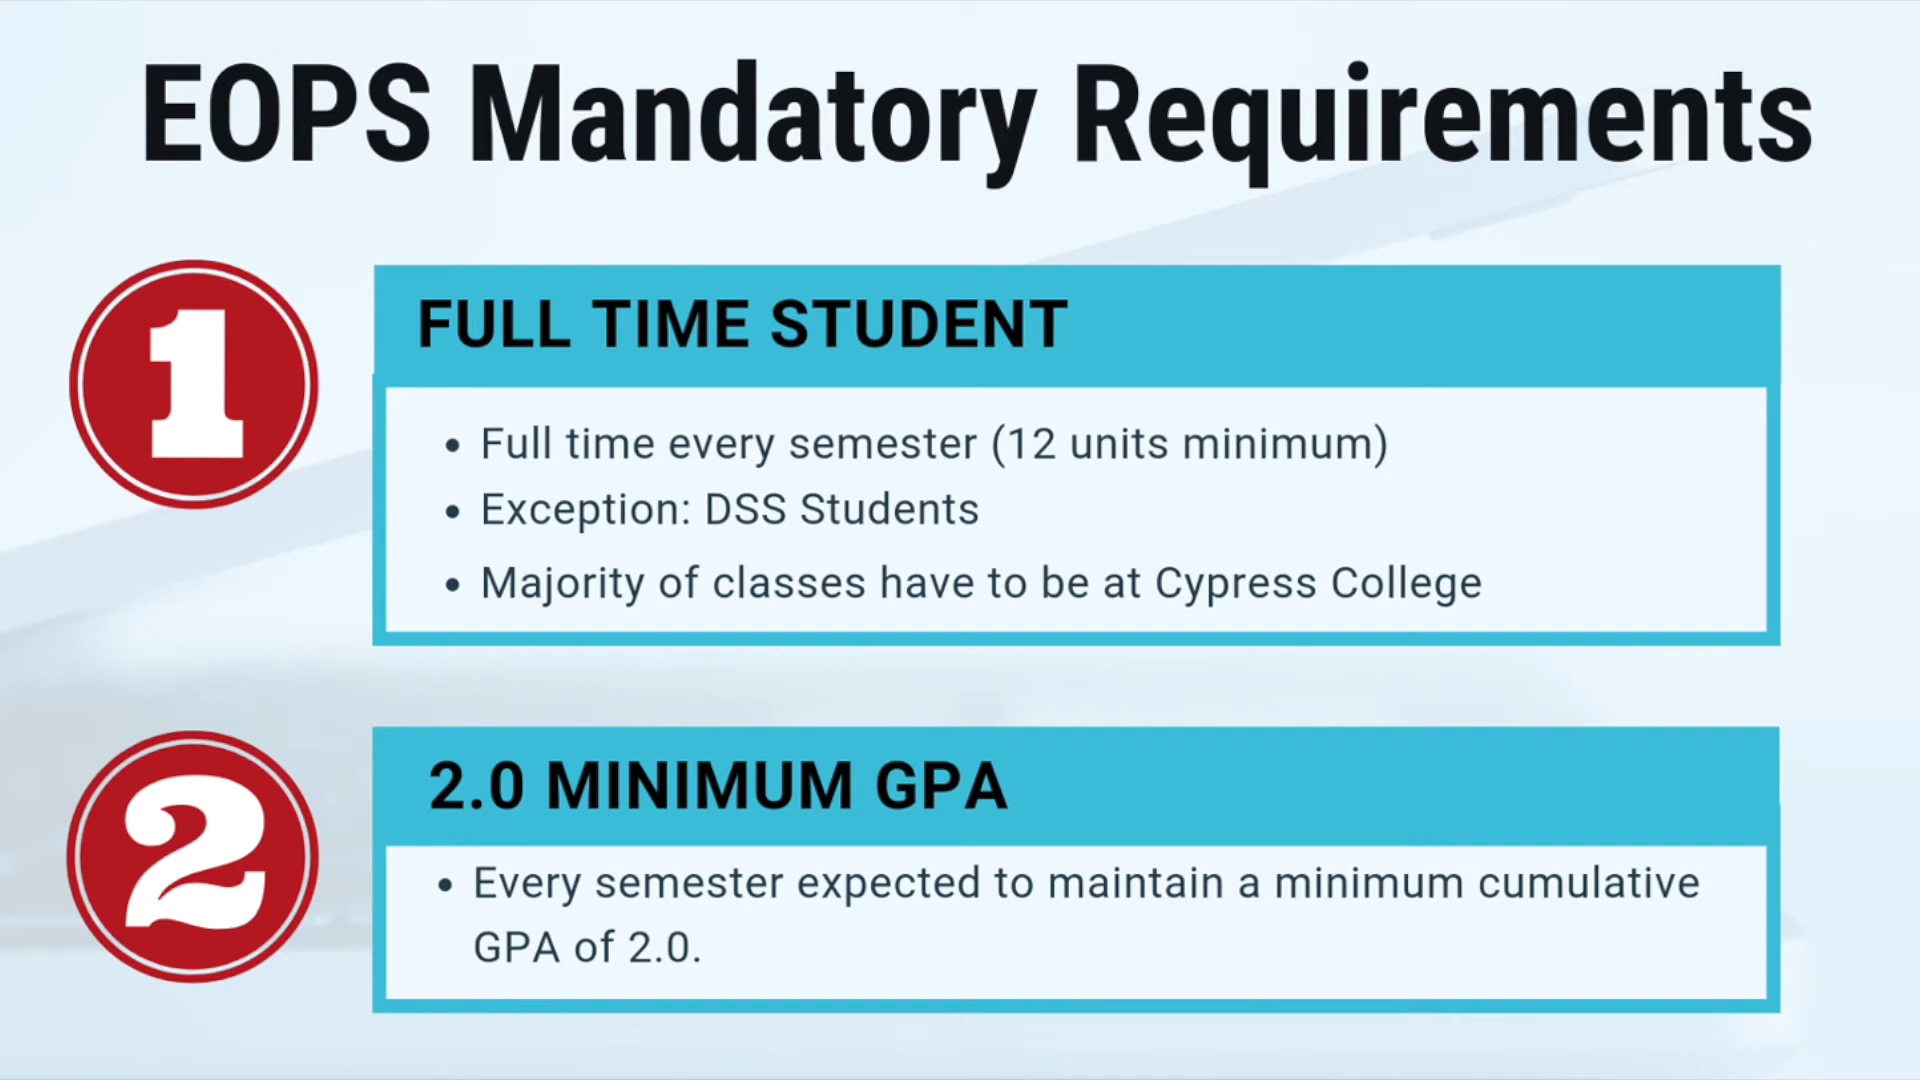 EOPS Mandatory Requirements
1
FULL TIME STUDENT
• Full time every semester (12 units minimum)
• Exception: DSS Students
• Majority of classes have to be at Cypress College
2
2.0 MINIMUM GPA
• Every semester expected to maintain a minimum cumulative
GPA of 2.0.